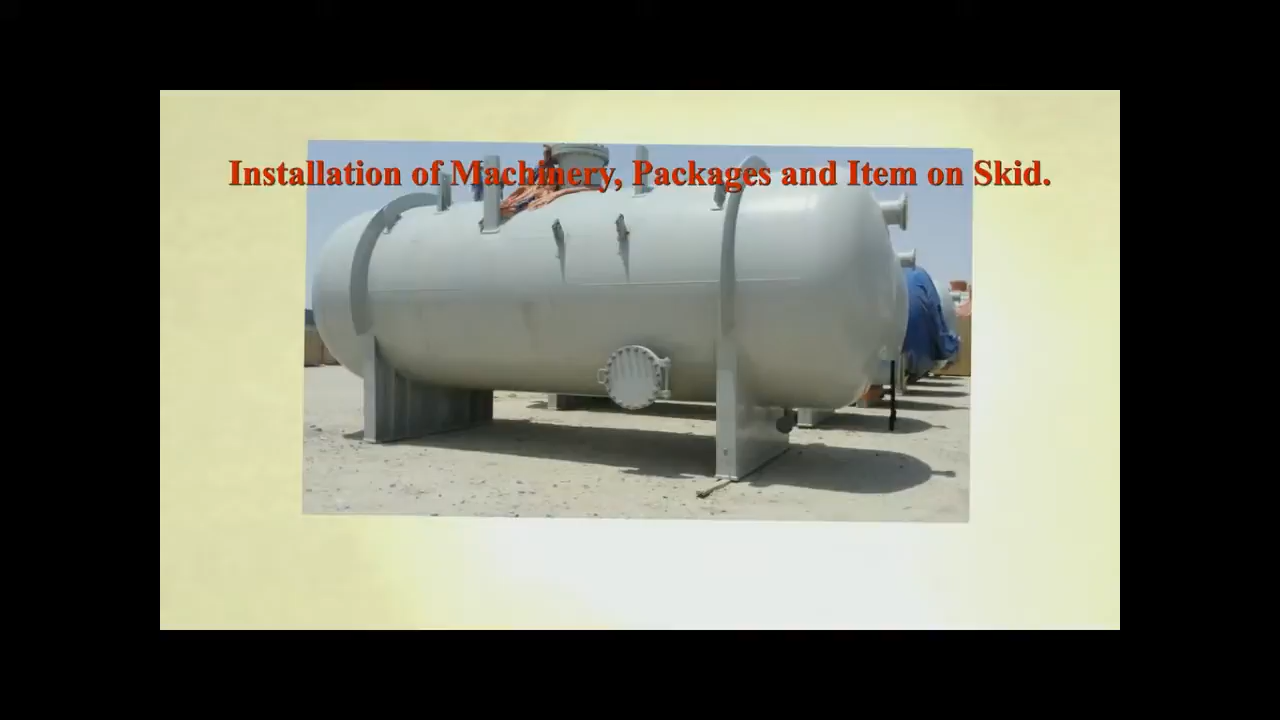 Installation of Machinery, Packages and Item on Skid.